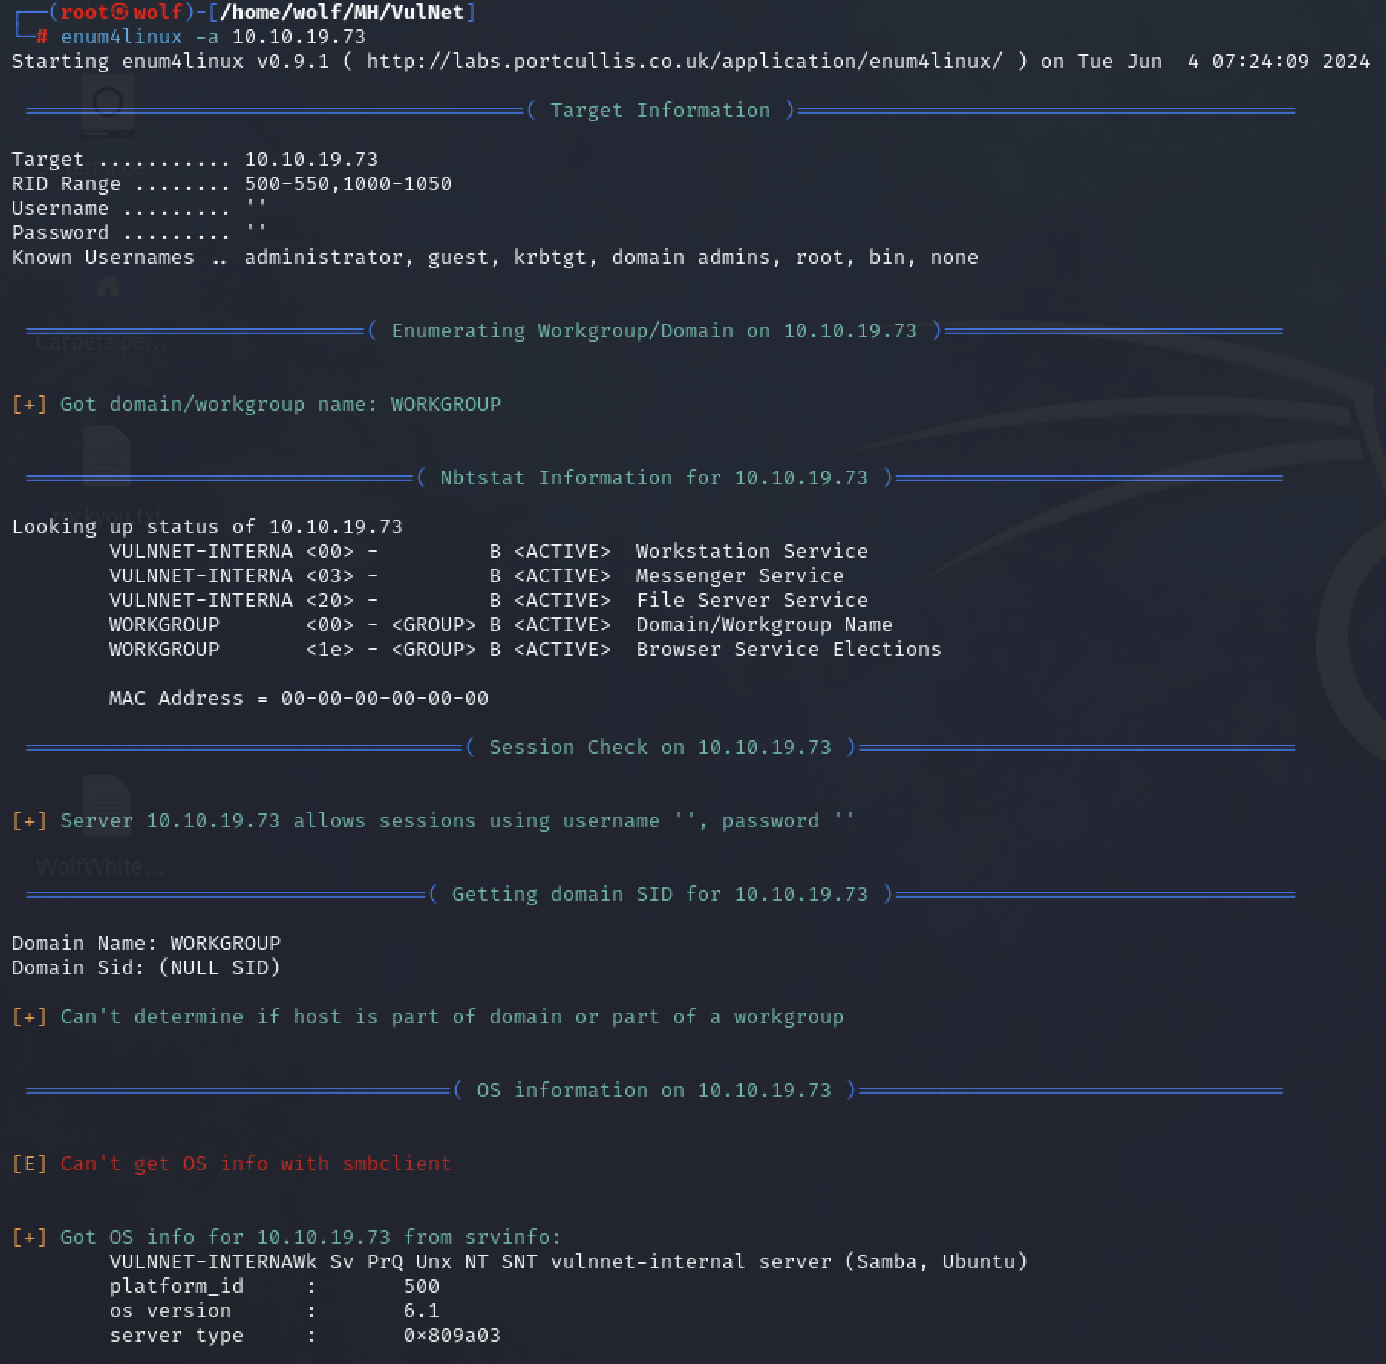 ┌──(root㉿wolf)-[/home/wolf/MH/VulNet]
└─# enum4linux -a 10.10.19.73
Starting enum4linux v0.9.1 ( http://labs.portcullis.co.uk/application/enum4linux/ ) on Tue Jun  4 07:24:09 2024
=========================================( Target Information )=========================================
Target ........... 10.10.19.73
RID Range ........ 500-550,1000-1050
Username ......... ''
Password ......... ''
Known Usernames .. administrator, guest, krbtgt, domain admins, root, bin, none
============================( Enumerating Workgroup/Domain on 10.10.19.73 )============================
Carpeta pe...
[+] Got domain/workgroup name: WORKGROUP
================================( Nbtstat Information for 10.10.19.73 )================================
rockyou.txt
Looking up status of 10.10.19.73
        VULNNET-INTERNA <00> -         B <ACTIVE>  Workstation Service
        VULNNET-INTERNA <03> -         B <ACTIVE>  Messenger Service
        VULNNET-INTERNA <20> -         B <ACTIVE>  File Server Service
        WORKGROUP       <00> - <GROUP> B <ACTIVE>  Domain/Workgroup Name
        WORKGROUP       <1e> - <GROUP> B <ACTIVE>  Browser Service Elections
        MAC Address = 00-00-00-00-00-00
====================================( Session Check on 10.10.19.73 )====================================
[+] Server 10.10.19.73 allows sessions using username '', password ''
WolfWhite...
=================================( Getting domain SID for 10.10.19.73 )=================================
Domain Name: WORKGROUP
Domain Sid: (NULL SID)
[+] Can't determine if host is part of domain or part of a workgroup
===================================( OS information on 10.10.19.73 )===================================
[E] Can't get OS info with smbclient
[+] Got OS info for 10.10.19.73 from srvinfo:
        VULNNET-INTERNAWk Sv PrQ Unx NT SNT vulnnet-internal server (Samba, Ubuntu)
        platform_id     :       500
        os version      :       6.1
        server type     :       0x809a03